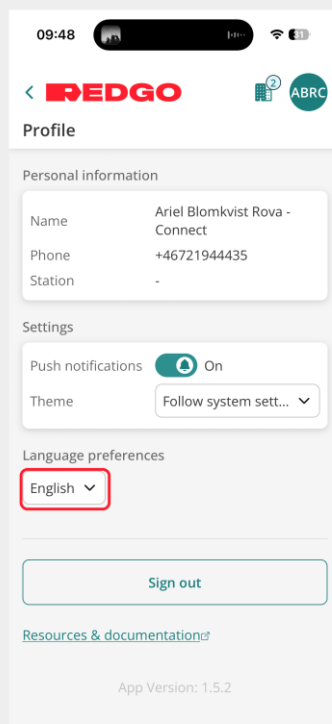 09:48
31
REDGO
2
ABRC
Profile
Personal information
Name Ariel Blomkvist Rova -
Connect
Phone +46721944435
Station -
Settings
Push notifications On
Theme Follow system sett...
Language preferences
English
Sign out
Resources & documentation
App Version: 1.5.2